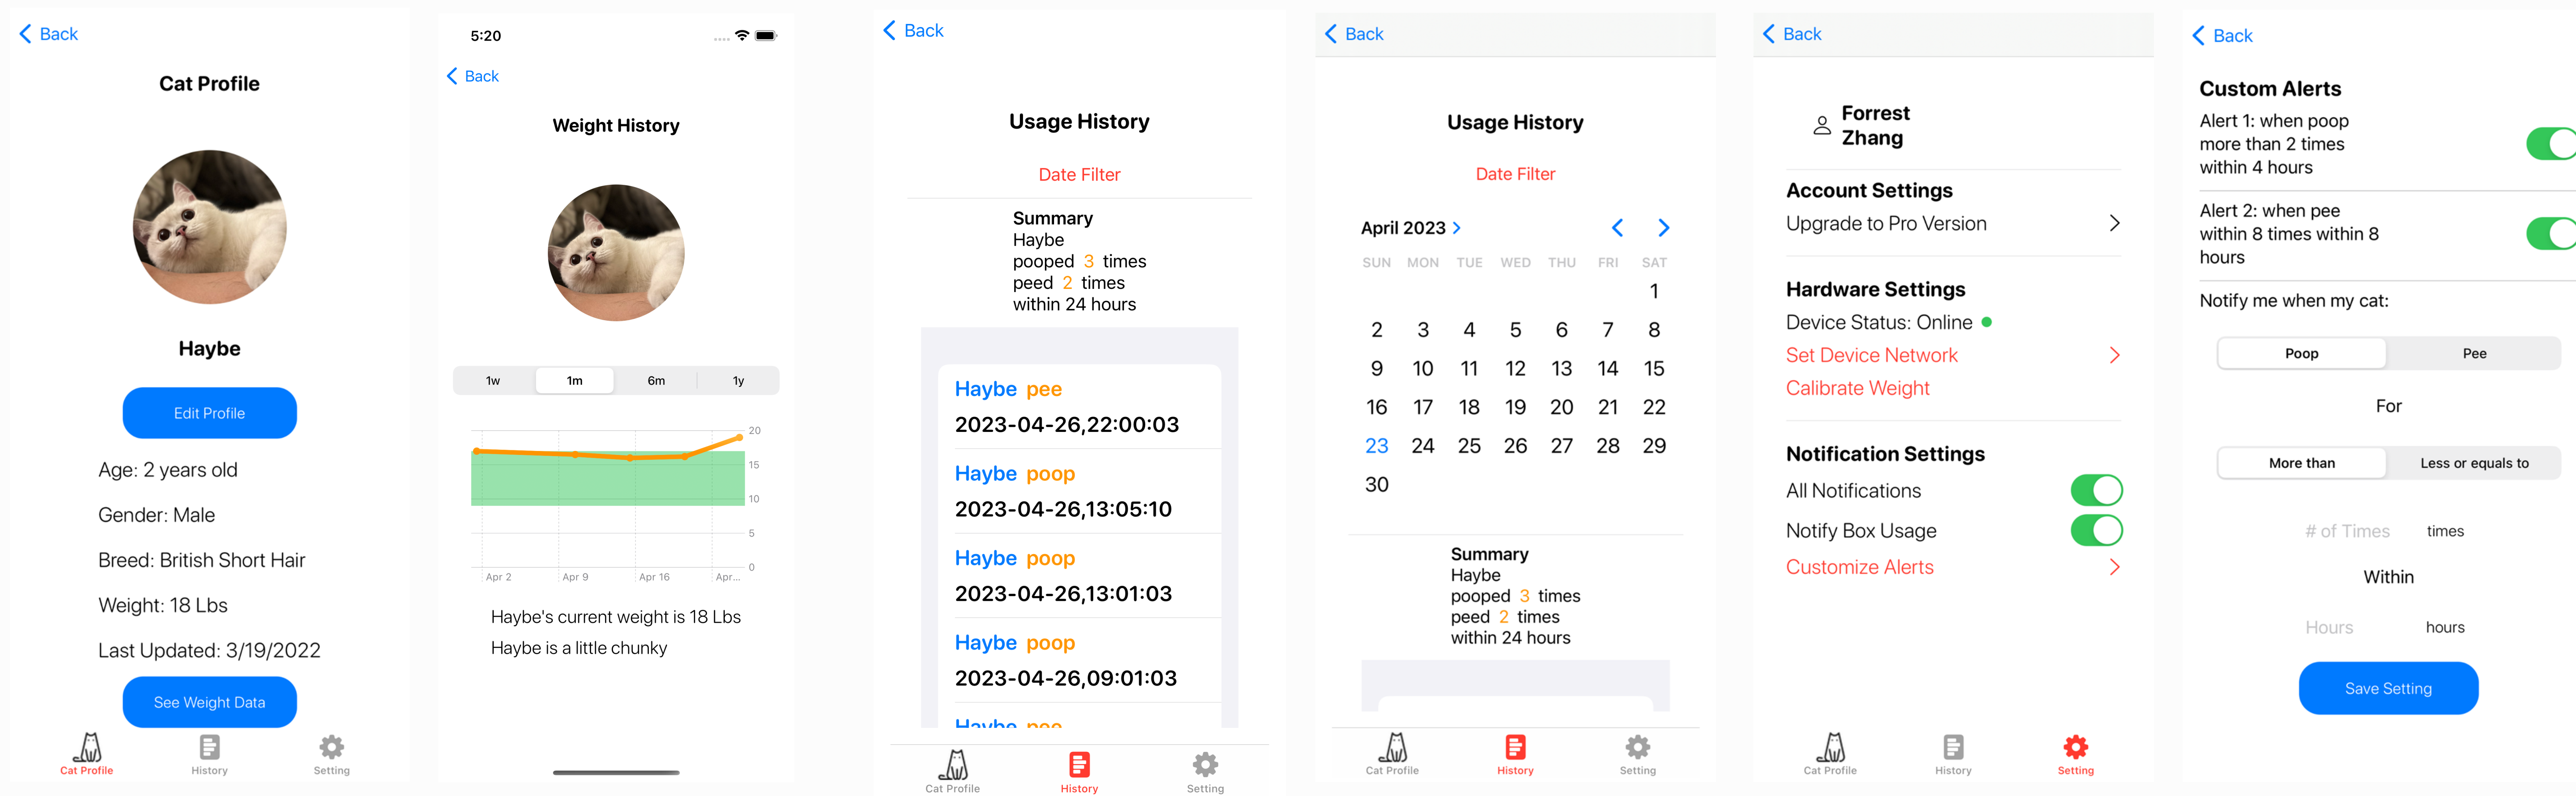 Back
Cat Profile
Haybe
Edit Profile
Age: 2 years old
Gender: Male
Breed: British Short Hair
Weight: 18 Lbs
Last Updated: 3/19/2022
See Weight Data
Cat Profile
History
Setting
5:20
Back
Weight History
1w
1m
6m
1y
20
15
10
5
0
Apr 2
Apr 9
Apr 16
Apr...
Haybe's current weight is 18 Lbs
Haybe is a little chunky
Back
Usage History
Date Filter
Summary
Haybe
pooped 3 times
peed 2 times
within 24 hours
Haybe pee
2023-04-26,22:00:03
Haybe poop
2023-04-26,13:05:10
Haybe poop
2023-04-26,13:01:03
Haybe poop
2023-04-26,09:01:03
Haybe pee
Cat Profile
History
Setting
Back
Usage History
Date Filter
April 2023
SUN MON TUE WED THU FRI SAT
1
2 3 4 5 6 7 8
9 10 11 12 13 14 15
16 17 18 19 20 21 22
23 24 25 26 27 28 29
30
Summary
Haybe
pooped 3 times
peed 2 times
within 24 hours
Cat Profile
History
Setting
Back
Forrest
Zhang
Account Settings
Upgrade to Pro Version
Hardware Settings
Device Status: Online
Set Device Network
Calibrate Weight
Notification Settings
All Notifications
Notify Box Usage
Customize Alerts
Cat Profile
History
Setting
Back
Custom Alerts
Alert 1: when poop
more than 2 times
within 4 hours
Alert 2: when pee
within 8 times within 8
hours
Notify me when my cat:
Poop
Pee
For
More than
Less or equals to
# of Times times
Within
Hours hours
Save Setting